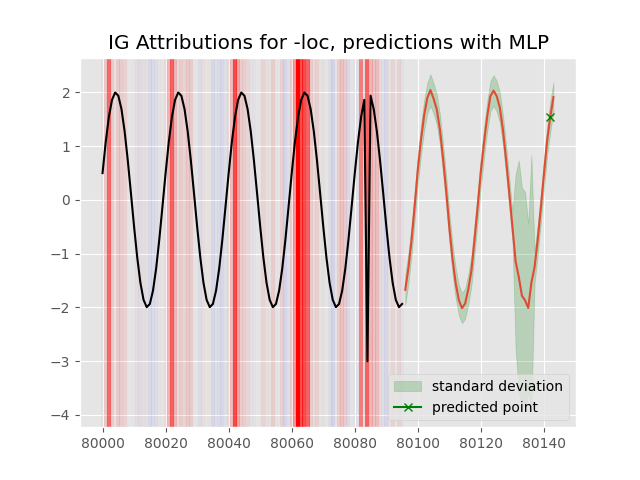 IG Attributions for -loc, predictions with MLP
2
1
0
−1
−2
−3
−4
standard deviation
predicted point
80000 80020 80040 80060 80080 80100 80120 80140